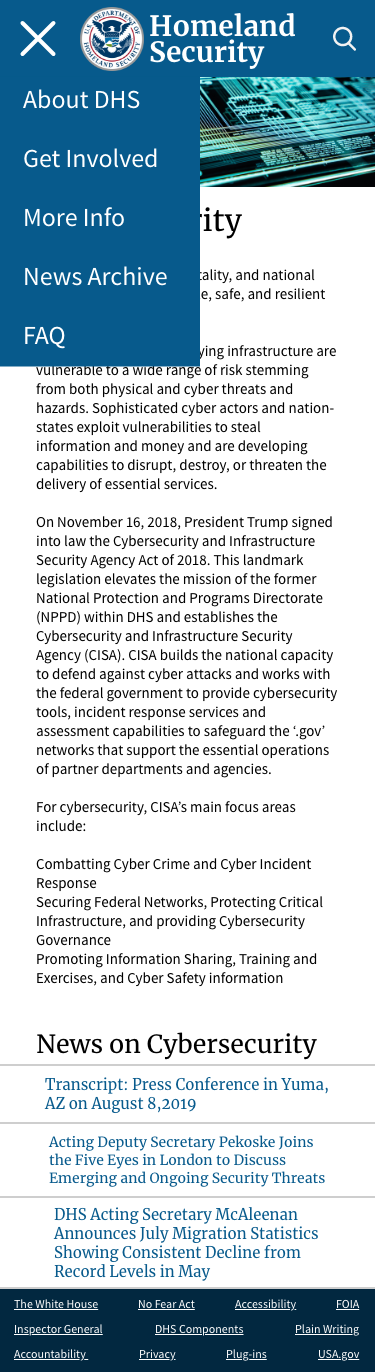 Homeland
Security
About DHS
Get Involved
More Info
News Archive
FAQ
rity
tality, and national
e, safe, and resilient
ying infrastructure are
vulnerable to a wide range of risk stemming
from both physical and cyber threats and
hazards. Sophisticated cyber actors and nation-
states exploit vulnerabilities to steal
information and money and are developing
capabilities to disrupt, destroy, or threaten the
delivery of essential services.
On November 16, 2018, President Trump signed
into law the Cybersecurity and Infrastructure
Security Agency Act of 2018. This landmark
legislation elevates the mission of the former
National Protection and Programs Directorate
(NPPD) within DHS and establishes the
Cybersecurity and Infrastructure Security
Agency (CISA). CISA builds the national capacity
to defend against cyber attacks and works with
the federal government to provide cybersecurity
tools, incident response services and
assessment capabilities to safeguard the ‘.gov’
networks that support the essential operations
of partner departments and agencies.
For cybersecurity, CISA’s main focus areas
include:
Combatting Cyber Crime and Cyber Incident
Response
Securing Federal Networks, Protecting Critical
Infrastructure, and providing Cybersecurity
Governance
Promoting Information Sharing, Training and
Exercises, and Cyber Safety information
News on Cybersecurity
Transcript: Press Conference in Yuma,
AZ on August 8,2019
Acting Deputy Secretary Pekoske Joins
the Five Eyes in London to Discuss
Emerging and Ongoing Security Threats
DHS Acting Secretary McAleenan
Announces July Migration Statistics
Showing Consistent Decline from
Record Levels in May
The White House No Fear Act Accessibility FOIA
Inspector General DHS Components Plain Writing
Accountability Privacy Plug-ins USA.gov